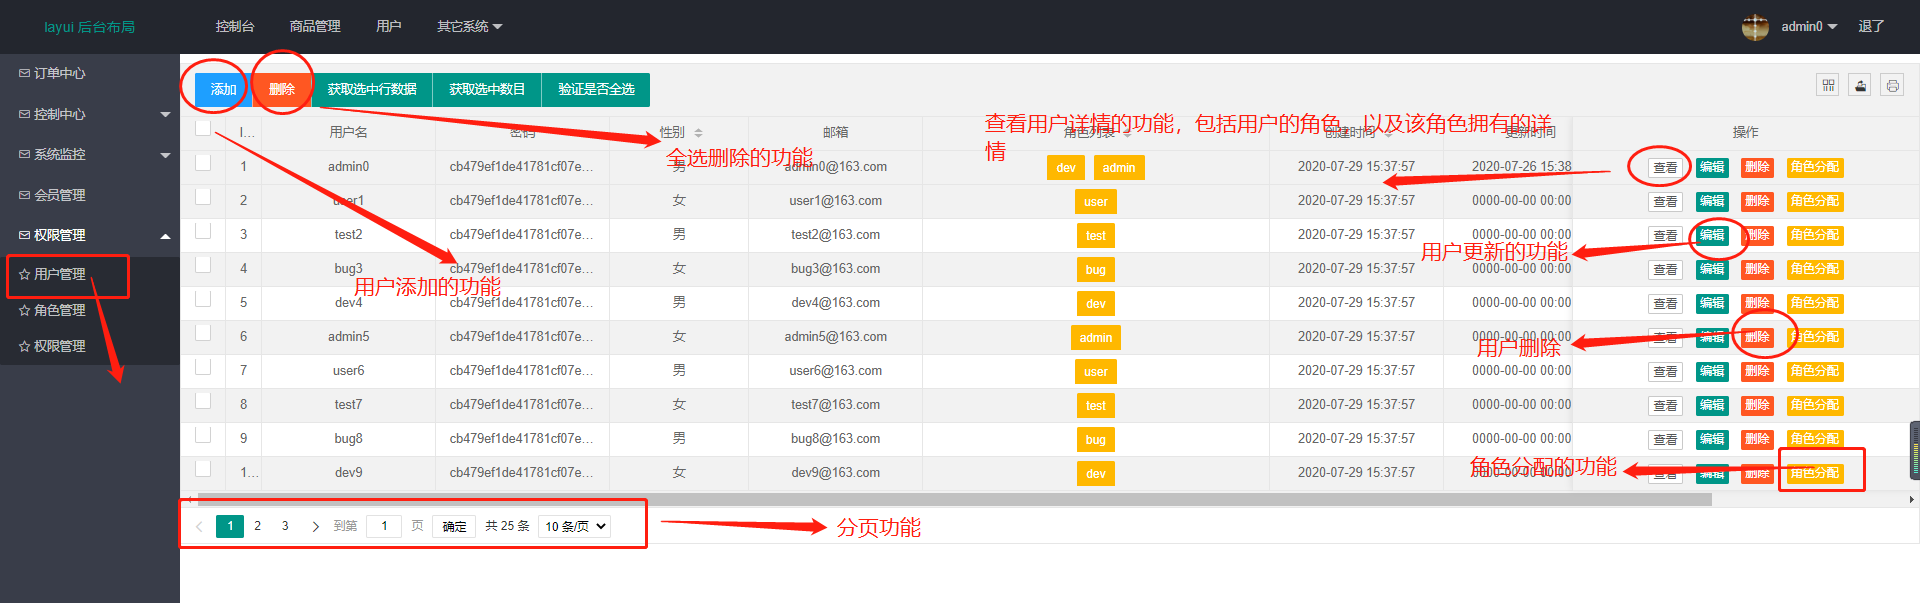 layui 后台布局 控制台 商品管理 用户 其它系统 admin0 退了
订单中心
控制中心
系统监控
会员管理
权限管理
用户管理
角色管理
权限管理
添加 删除 获取选中行数据 获取选中数目 验证是否全选
I... 用户名 密码 性别 邮箱 角色列表 创建时间 更新时间 操作
1 admin0 cb479ef1de41781cf07e... 男 admin0@163.com dev admin 2020-07-29 15:37:57 2020-07-26 15:38 查看 编辑 删除 角色分配
2 user1 cb479ef1de41781cf07e... 女 user1@163.com user 2020-07-29 15:37:57 0000-00-00 00:00 查看 编辑 删除 角色分配
3 test2 cb479ef1de41781cf07e... 男 test2@163.com test 2020-07-29 15:37:57 0000-00-00 00:00 查看 编辑 删除 角色分配
4 bug3 cb479ef1de41781cf07e... 女 bug3@163.com bug 2020-07-29 15:37:57 0000-00-00 00:00 查看 编辑 删除 角色分配
5 dev4 cb479ef1de41781cf07e... 男 dev4@163.com dev 2020-07-29 15:37:57 0000-00-00 00:00 查看 编辑 删除 角色分配
6 admin5 cb479ef1de41781cf07e... 女 admin5@163.com admin 2020-07-29 15:37:57 0000-00-00 00:00 查看 编辑 删除 角色分配
7 user6 cb479ef1de41781cf07e... 男 user6@163.com user 2020-07-29 15:37:57 0000-00-00 00:00 查看 编辑 删除 角色分配
8 test7 cb479ef1de41781cf07e... 女 test7@163.com test 2020-07-29 15:37:57 0000-00-00 00:00 查看 编辑 删除 角色分配
9 bug8 cb479ef1de41781cf07e... 男 bug8@163.com bug 2020-07-29 15:37:57 0000-00-00 00:00 查看 编辑 删除 角色分配
1... dev9 cb479ef1de41781cf07e... 女 dev9@163.com dev 2020-07-29 15:37:57 0000-00-00 00:00 查看 编辑 删除 角色分配
1 2 3 到第 1 页 确定 共 25 条 10 条/页
查看用户详情的功能，包括用户的角色，以及该角色拥有的详
情
全选删除的功能
用户添加的功能
用户更新的功能
用户删除
角色分配的功能
分页功能